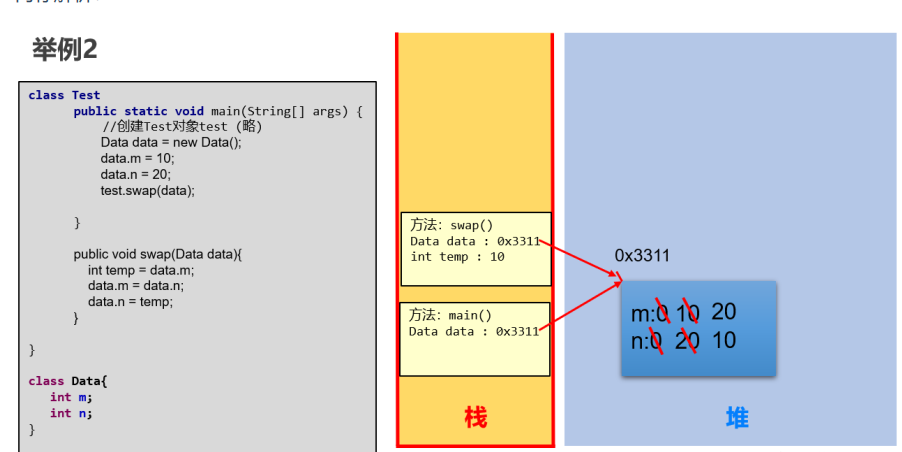 举例2
class Test
public static void main(String[] args) {
//创建Test对象test (略)
Data data = new Data();
data.m = 10;
data.n = 20;
test.swap(data);
}
public void swap(Data data){
int temp = data.m;
data.m = data.n;
data.n = temp;
}
}
class Data{
int m;
int n;
}
方法: swap()
Data data : 0x3311
int temp : 10
方法: main()
Data data : 0x3311
栈
0x3311
m:0 10 20
n:0 20 10
堆